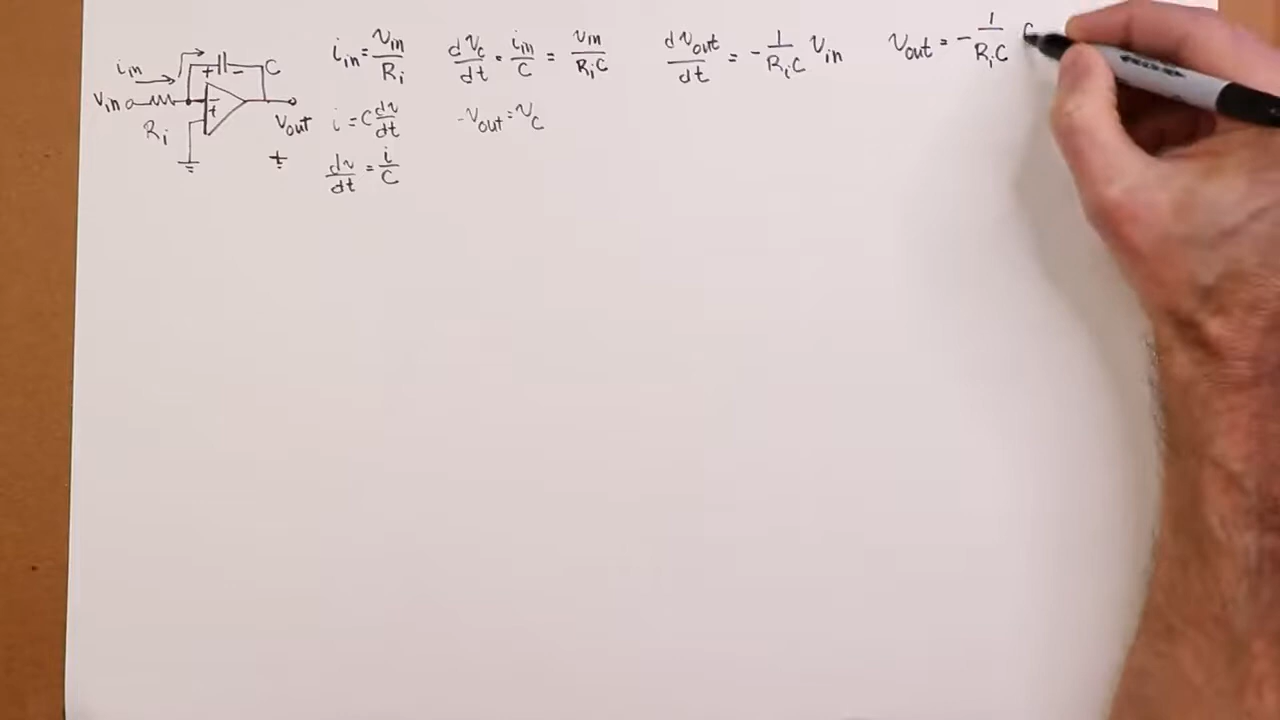 i_in = v_in / R_i
dv_c / dt = i_in / C = v_in / R_iC
dv_out / dt = - 1 / R_iC v_in
v_out = - 1 / R_iC
i_in
+ - C
v_in
-
+
R_i
v_out
i = C dv / dt
-v_out = v_c
dv / dt = i / C